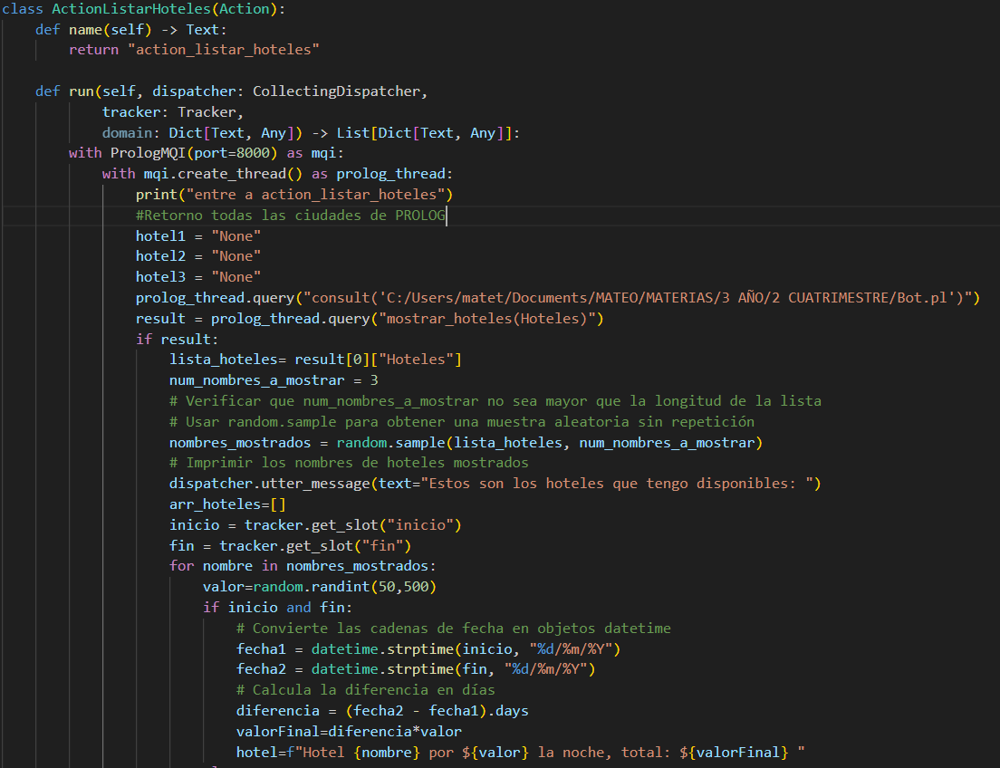 class ActionListarHoteles(Action):
    def name(self) -> Text:
        return "action_listar_hoteles"
    def run(self, dispatcher: CollectingDispatcher,
            tracker: Tracker,
            domain: Dict[Text, Any]) -> List[Dict[Text, Any]]:
        with PrologMQI(port=8000) as mqi:
            with mqi.create_thread() as prolog_thread:
                print("entre a action_listar_hoteles")
                #Retorno todas las ciudades de PROLOG
                hotel1 = "None"
                hotel2 = "None"
                hotel3 = "None"
                prolog_thread.query("consult('C:/Users/matet/Documents/MATEO/MATERIAS/3 AÑO/2 CUATRIMESTRE/Bot.pl')")
                result = prolog_thread.query("mostrar_hoteles(Hoteles)")
                if result:
                    lista_hoteles= result[0]["Hoteles"]
                    num_nombres_a_mostrar = 3
                    # Verificar que num_nombres_a_mostrar no sea mayor que la longitud de la lista
                    # Usar random.sample para obtener una muestra aleatoria sin repetición
                    nombres_mostrados = random.sample(lista_hoteles, num_nombres_a_mostrar)
                    # Imprimir los nombres de hoteles mostrados
                    dispatcher.utter_message(text="Estos son los hoteles que tengo disponibles: ")
                    arr_hoteles=[]
                    inicio = tracker.get_slot("inicio")
                    fin = tracker.get_slot("fin")
                    for nombre in nombres_mostrados:
                        valor=random.randint(50,500)
                        if inicio and fin:
                            # Convierte las cadenas de fecha en objetos datetime
                            fecha1 = datetime.strptime(inicio, "%d/%m/%Y")
                            fecha2 = datetime.strptime(fin, "%d/%m/%Y")
                            # Calcula la diferencia en días
                            diferencia = (fecha2 - fecha1).days
                            valorFinal=diferencia*valor
                            hotel=f"Hotel {nombre} por ${valor} la noche, total: ${valorFinal} "